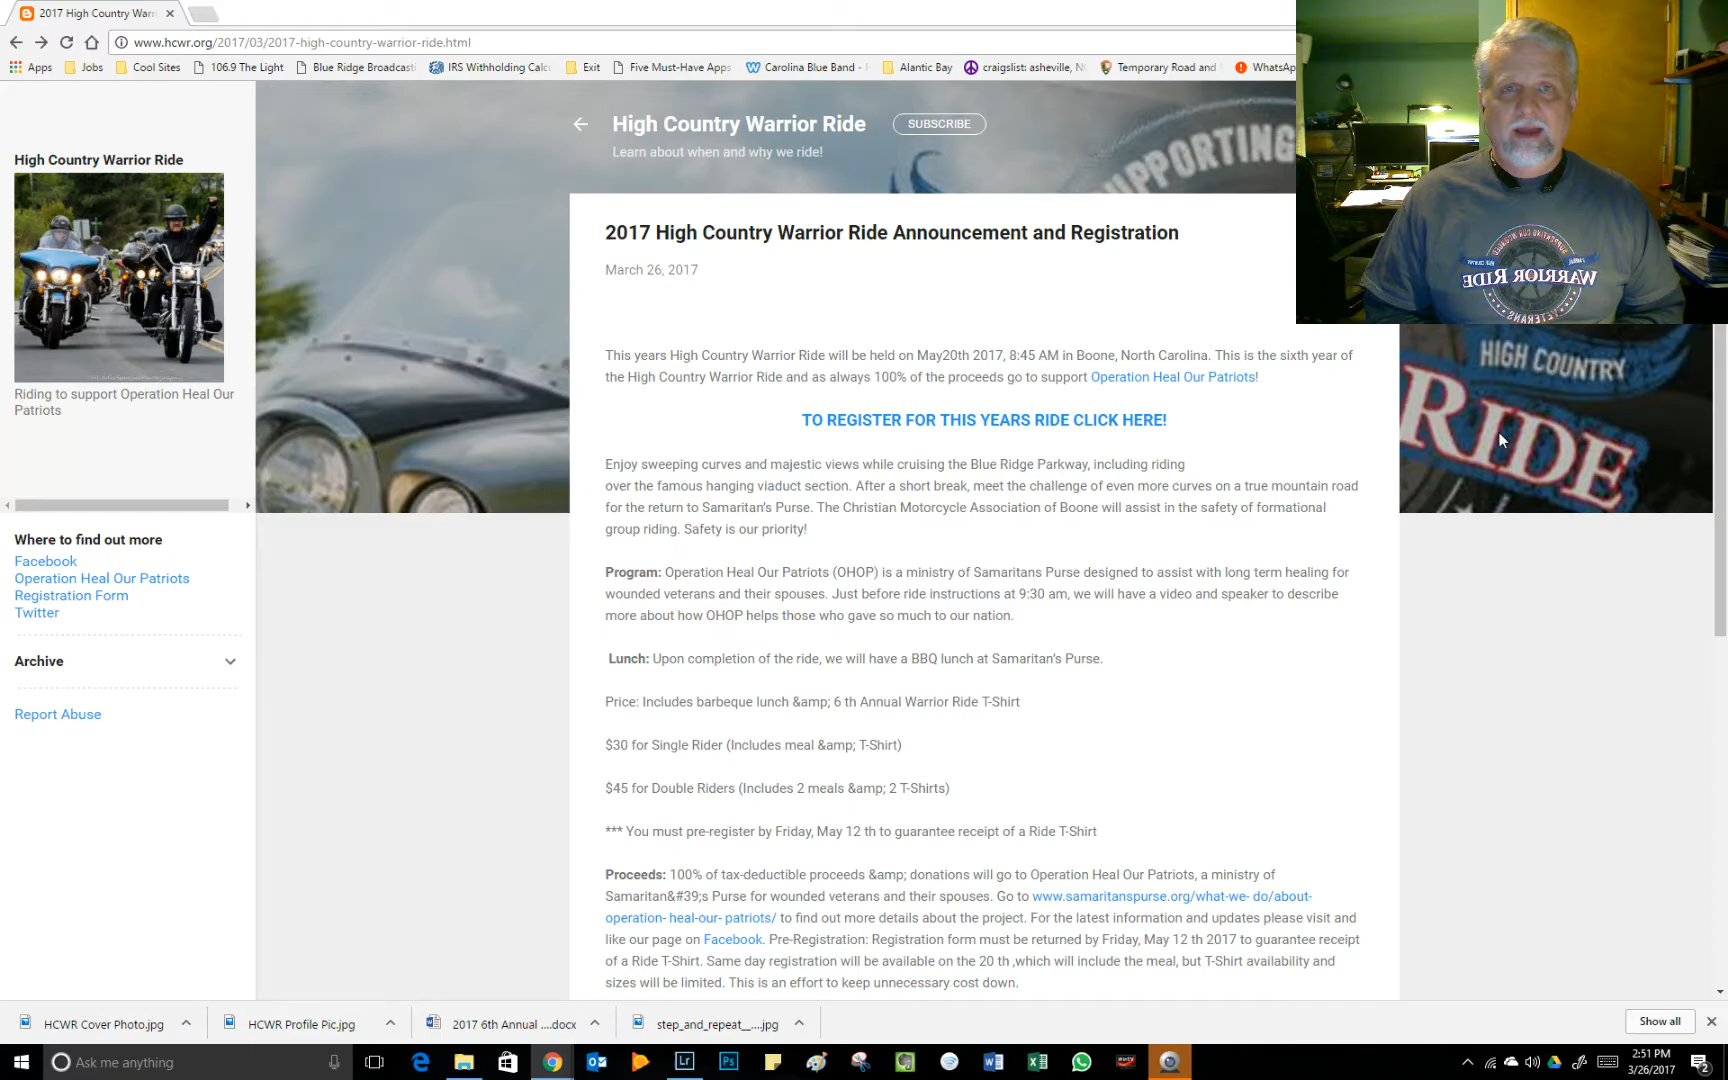 2017 High Country Warri
www.hcwr.org/2017/03/2017-high-country-warrior-ride.html
Apps Jobs Cool Sites 106.9 The Light Blue Ridge Broadcasti IRS Withholding Calcu Exit Five Must-Have Apps Carolina Blue Band - Alantic Bay craigslist: asheville, N Temporary Road and WhatsAp
High Country Warrior Ride
SUBSCRIBE
Learn about when and why we ride!
SUPPORTING
High Country Warrior Ride
Riding to support Operation Heal Our
Patriots
Where to find out more
Facebook
Operation Heal Our Patriots
Registration Form
Twitter
Archive
Report Abuse
2017 High Country Warrior Ride Announcement and Registration
March 26, 2017
This years High Country Warrior Ride will be held on May20th 2017, 8:45 AM in Boone, North Carolina. This is the sixth year of
the High Country Warrior Ride and as always 100% of the proceeds go to support Operation Heal Our Patriots!
TO REGISTER FOR THIS YEARS RIDE CLICK HERE!
Enjoy sweeping curves and majestic views while cruising the Blue Ridge Parkway, including riding
over the famous hanging viaduct section. After a short break, meet the challenge of even more curves on a true mountain road
for the return to Samaritan's Purse. The Christian Motorcycle Association of Boone will assist in the safety of formational
group riding. Safety is our priority!
Program: Operation Heal Our Patriots (OHOP) is a ministry of Samaritans Purse designed to assist with long term healing for
wounded veterans and their spouses. Just before ride instructions at 9:30 am, we will have a video and speaker to describe
more about how OHOP helps those who gave so much to our nation.
Lunch: Upon completion of the ride, we will have a BBQ lunch at Samaritan's Purse.
Price: Includes barbeque lunch &amp; 6 th Annual Warrior Ride T-Shirt
$30 for Single Rider (Includes meal &amp; T-Shirt)
$45 for Double Riders (Includes 2 meals &amp; 2 T-Shirts)
*** You must pre-register by Friday, May 12 th to guarantee receipt of a Ride T-Shirt
Proceeds: 100% of tax-deductible proceeds &amp; donations will go to Operation Heal Our Patriots, a ministry of
Samaritan&#39;s Purse for wounded veterans and their spouses. Go to www.samaritanspurse.org/what-we- do/about-
operation- heal-our- patriots/ to find out more details about the project. For the latest information and updates please visit and
like our page on Facebook. Pre-Registration: Registration form must be returned by Friday, May 12 th 2017 to guarantee receipt
of a Ride T-Shirt. Same day registration will be available on the 20 th ,which will include the meal, but T-Shirt availability and
sizes will be limited. This is an effort to keep unnecessary cost down.
SUPPORTING OUR WOUNDED
WARRIOR RIDE
VETERANS
HIGH COUNTRY
RIDE
HCWR Cover Photo.jpg
HCWR Profile Pic.jpg
2017 6th Annual ....docx
step_and_repeat__....jpg
Show all
Ask me anything
2:51 PM
3/26/2017
2